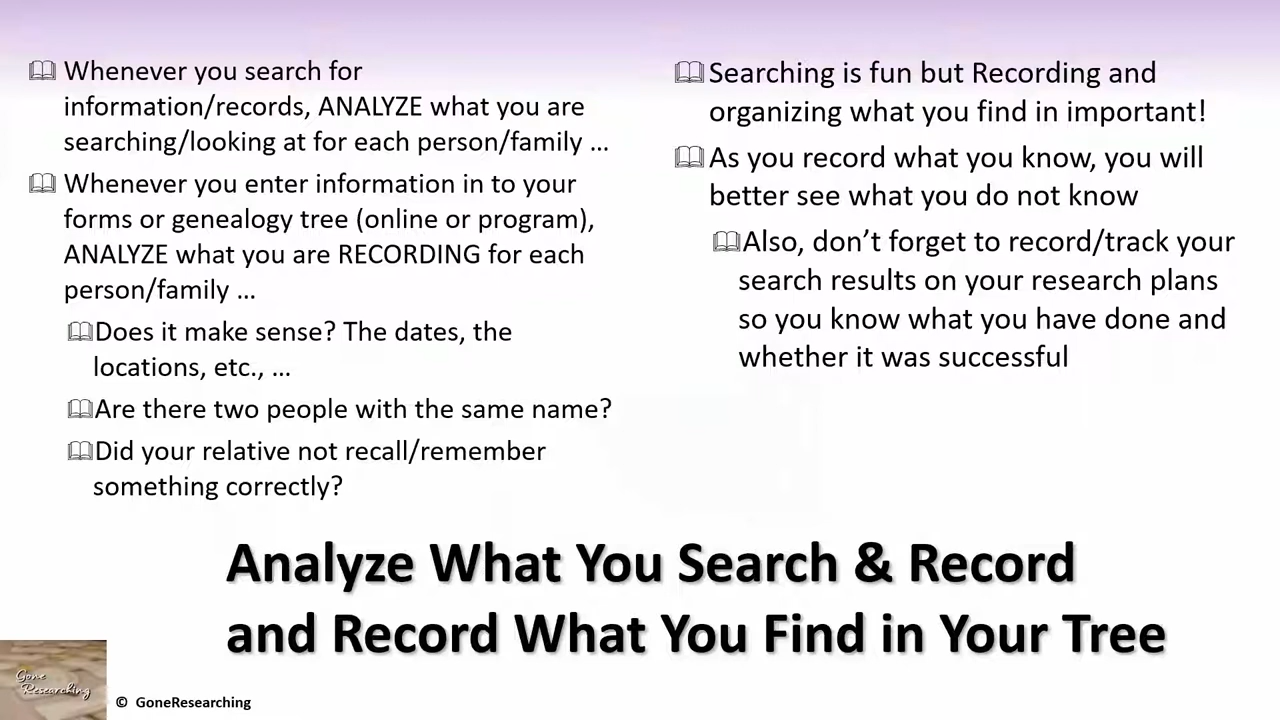 Whenever you search for
information/records, ANALYZE what you are
searching/looking at for each person/family …
Whenever you enter information in to your
forms or genealogy tree (online or program),
ANALYZE what you are RECORDING for each
person/family …
Does it make sense? The dates, the
locations, etc., …
Are there two people with the same name?
Did your relative not recall/remember
something correctly?
Searching is fun but Recording and
organizing what you find in important!
As you record what you know, you will
better see what you do not know
Also, don’t forget to record/track your
search results on your research plans
so you know what you have done and
whether it was successful
Analyze What You Search & Record
and Record What You Find in Your Tree
Gone
Researching
© GoneResearching